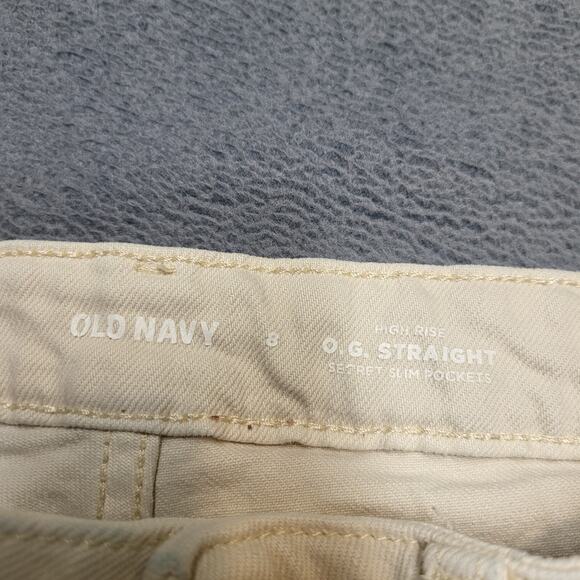 OLD NAVY
8
HIGH RISE
O.G. STRAIGHT
SECRET SLIM POCKETS